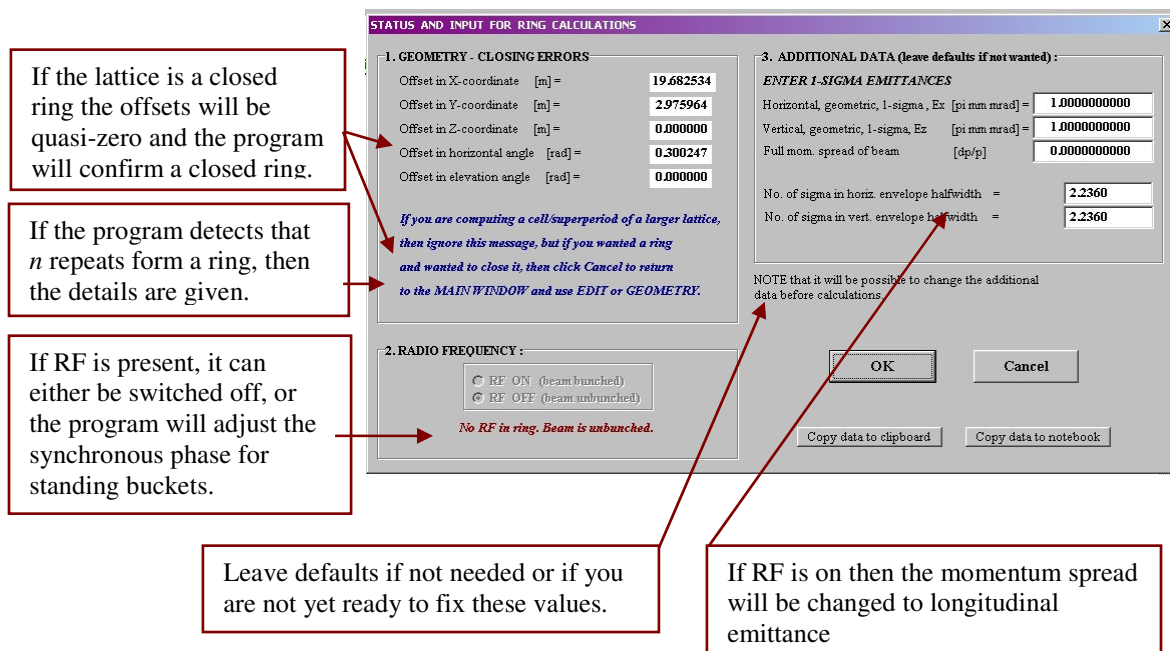 STATUS AND INPUT FOR RING CALCULATIONS
If the lattice is a closed
ring the offsets will be
quasi-zero and the program
will confirm a closed ring.
If the program detects that
n repeats form a ring, then
the details are given.
If RF is present, it can
either be switched off, or
the program will adjust the
synchronous phase for
standing buckets.
1. GEOMETRY - CLOSING ERRORS
Offset in X-coordinate [m] = 19.682534
Offset in Y-coordinate [m] = 2.975964
Offset in Z-coordinate [m] = 0.000000
Offset in horizontal angle [rad] = 0.300247
Offset in elevation angle [rad] = 0.000000
If you are computing a cell/superperiod of a larger lattice,
then ignore this message, but if you wanted a ring
and wanted to close it, then click Cancel to return
to the MAIN WINDOW and use EDIT or GEOMETRY.
2. RADIO FREQUENCY :
RF ON (beam bunched)
RF OFF (beam unbunched)
No RF in ring. Beam is unbunched.
3. ADDITIONAL DATA (leave defaults if not wanted) :
ENTER 1-SIGMA EMITTANCES
Horizontal, geometric, 1-sigma , Ex [pi mm mrad] = 1.0000000000
Vertical, geometric, 1-sigma, Ez [pi mm mrad] = 1.0000000000
Full mom. spread of beam [dp/p] 0.0000000000
No. of sigma in horiz. envelope halfwidth = 2.2360
No. of sigma in vert. envelope halfwidth = 2.2360
NOTE that it will be possible to change the additional
data before calculations.
OK Cancel
Copy data to clipboard Copy data to notebook
Leave defaults if not needed or if you
are not yet ready to fix these values.
If RF is on then the momentum spread
will be changed to longitudinal
emittance